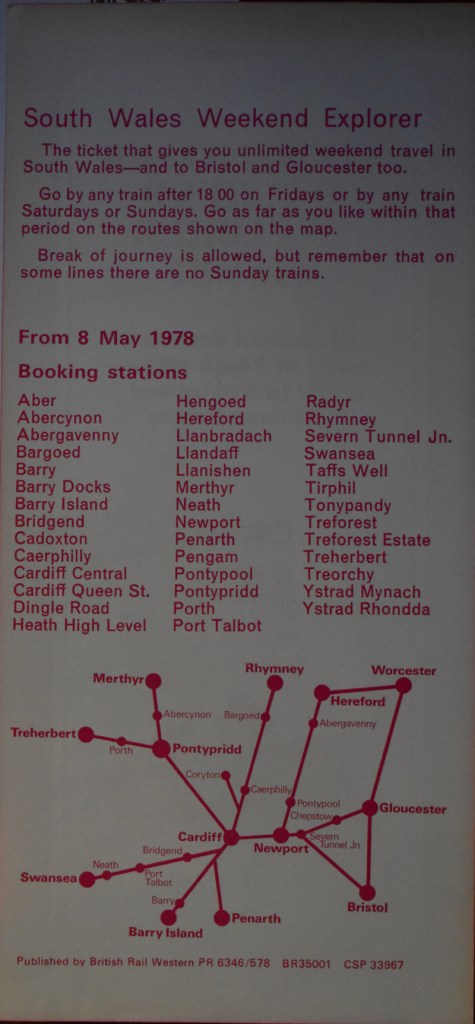 South Wales Weekend Explorer
The ticket that gives you unlimited weekend travel in
South Wales—and to Bristol and Gloucester too.
Go by any train after 18 00 on Fridays or by any train
Saturdays or Sundays. Go as far as you like within that
period on the routes shown on the map.
Break of journey is allowed, but remember that on
some lines there are no Sunday trains.
From 8 May 1978
Booking stations
Aber
Abercynon
Abergavenny
Bargoed
Barry
Barry Docks
Barry Island
Bridgend
Cadoxton
Caerphilly
Cardiff Central
Cardiff Queen St.
Dingle Road
Heath High Level
Hengoed
Hereford
Llanbradach
Llandaff
Llanishen
Merthyr
Neath
Newport
Penarth
Pengam
Pontypool
Pontypridd
Porth
Port Talbot
Radyr
Rhymney
Severn Tunnel Jn.
Swansea
Taffs Well
Tirphil
Tonypandy
Treforest
Treforest Estate
Treherbert
Treorchy
Ystrad Mynach
Ystrad Rhondda
Merthyr
Rhymney
Worcester
Hereford
Abercynon
Bargoed
Abergavenny
Treherbert
Porth
Pontypridd
Coryton
Caerphilly
Pontypool
Chepstow
Gloucester
Cardiff
Newport
Severn
Tunnel Jn
Bridgend
Neath
Port
Talbot
Swansea
Barry
Bristol
Barry Island
Penarth
Published by British Rail Western PR 6346/578 BR35001 CSP 33967